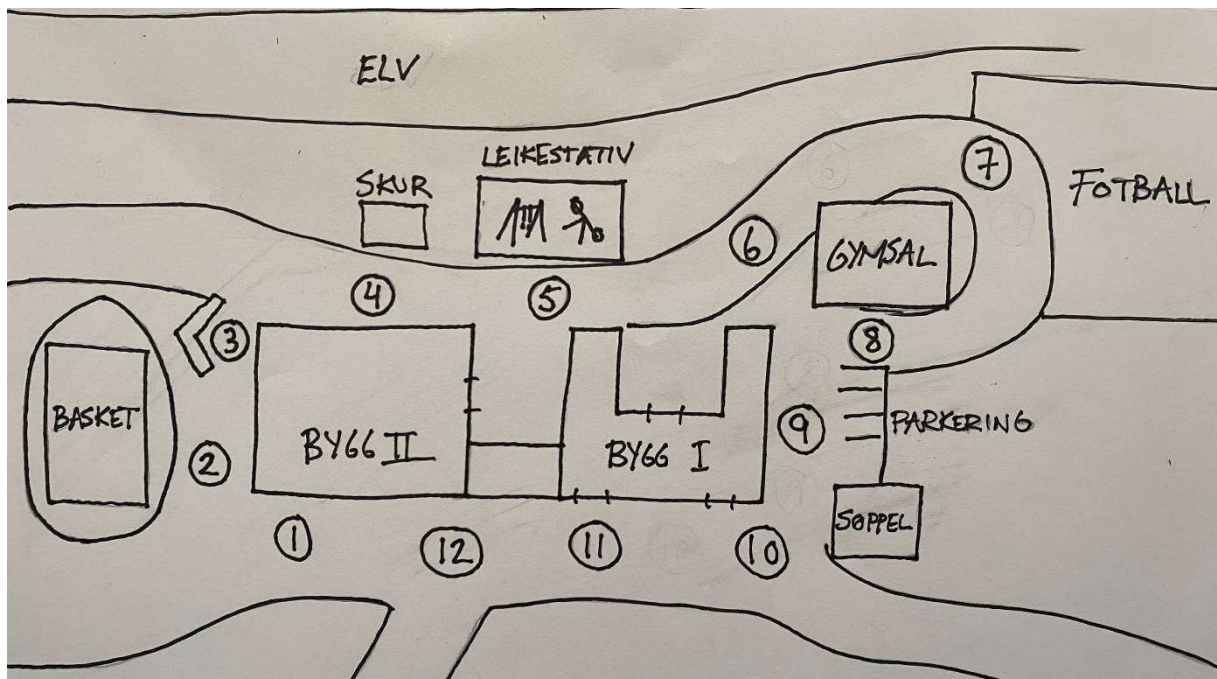 ELV
LEIKESTATIV
SKUR
7
FOTBALL
6
GYMSAL
4
5
3
8
BASKET
PARKERING
9
BYGG II
BYGG I
2
SØPPEL
1
12
11
10